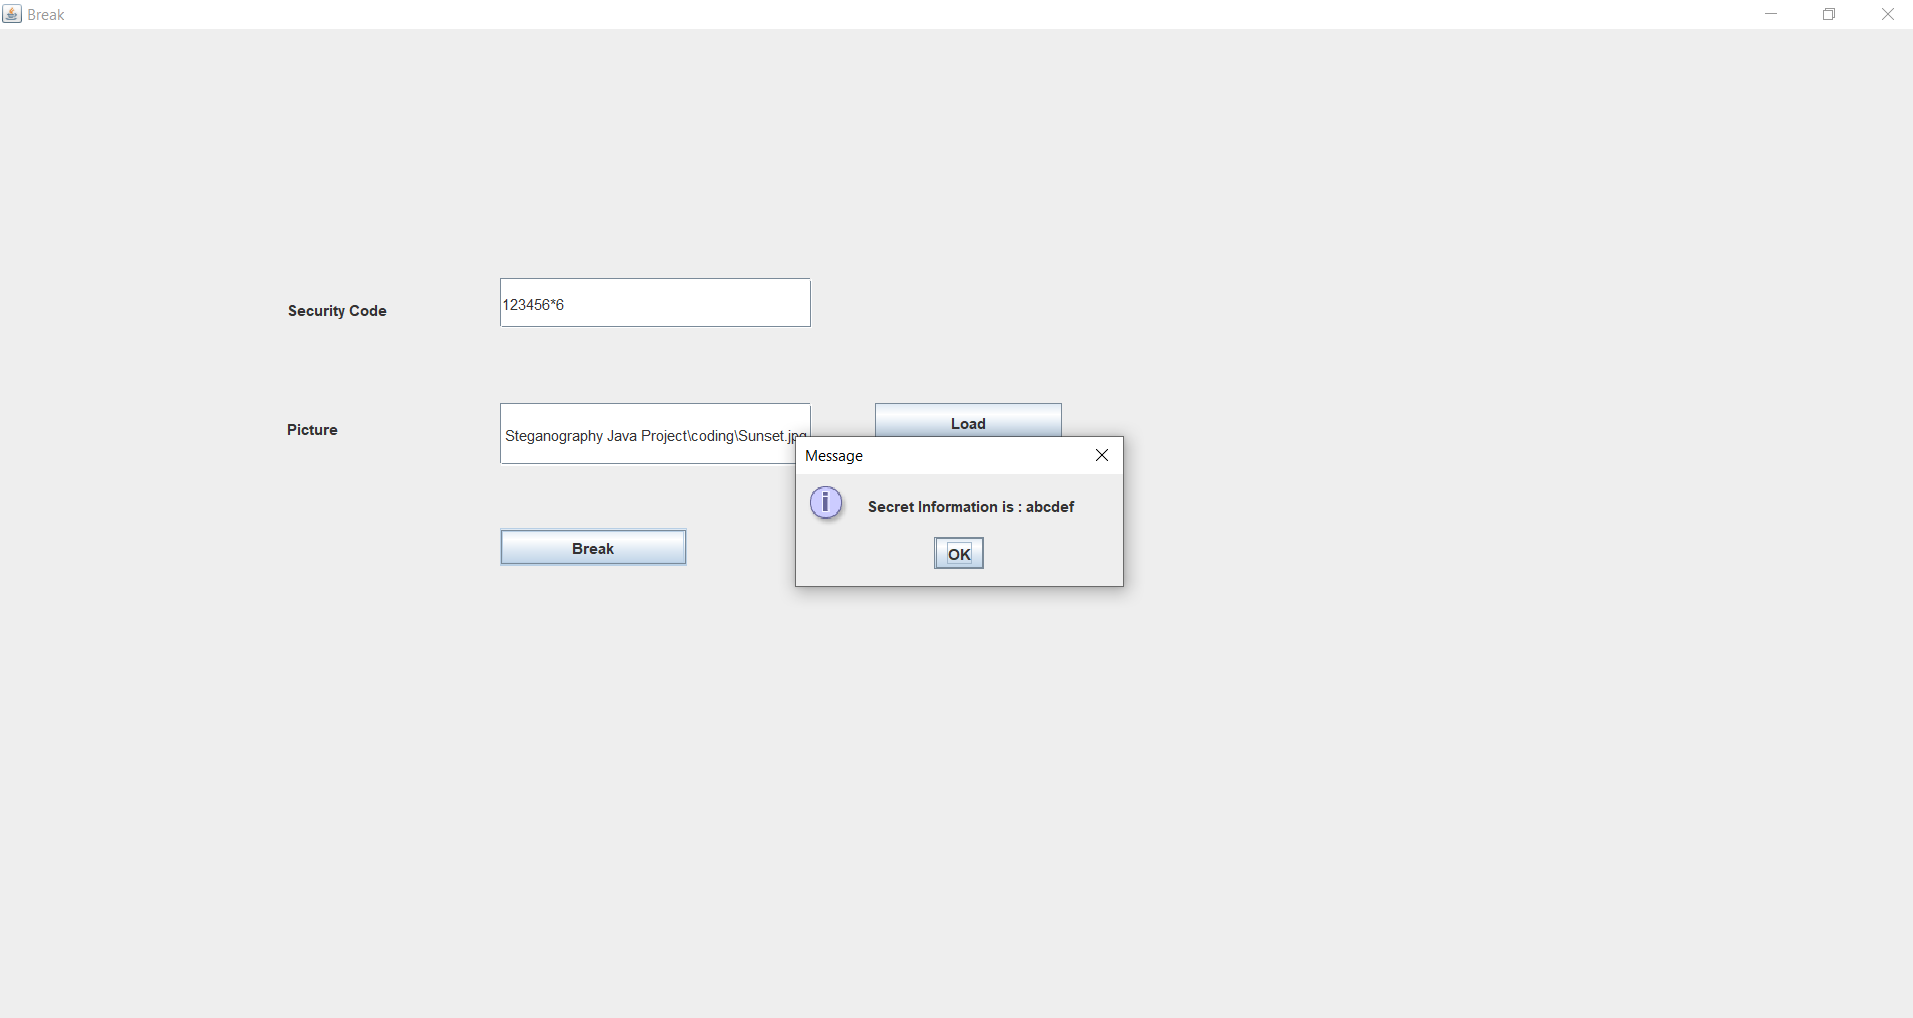 Break
Security Code
123456*6
Picture
Steganography Java Project\coding\Sunset.jpg
Load
Message
Secret Information is : abcdef
OK
Break